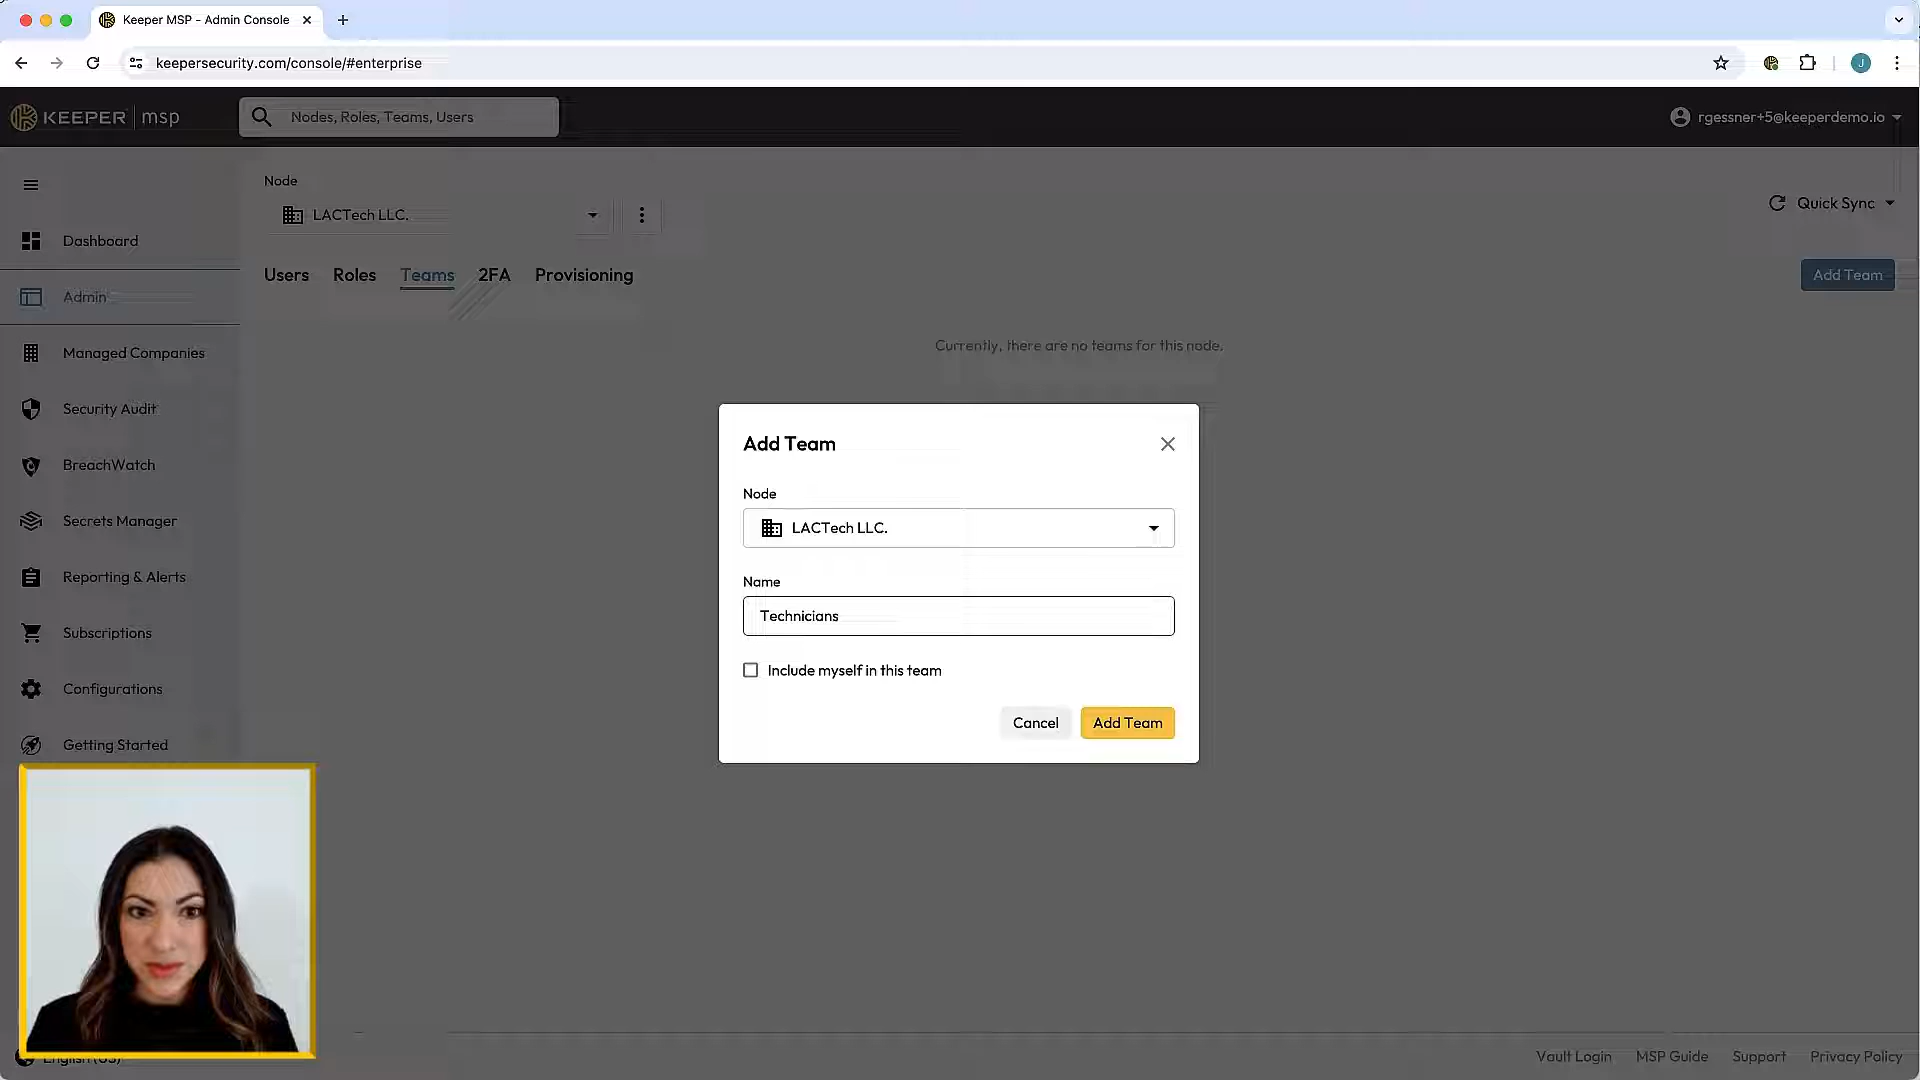 Keeper MSP - Admin Console
keepersecurity.com/console/#enterprise
J
KEEPER msp
Nodes, Roles, Teams, Users
rgessner+5@keeperdemo.io
Node
LACTech LLC.
Quick Sync
Dashboard
Admin
Managed Companies
Security Audit
BreachWatch
Secrets Manager
Reporting & Alerts
Subscriptions
Configurations
Getting Started
Users Roles Teams 2FA Provisioning
Add Team
Currently, there are no teams for this node.
Add Team
Node
LACTech LLC.
Name
Technicians
Include myself in this team
Cancel Add Team
English (US)
Vault Login MSP Guide Support Privacy Policy